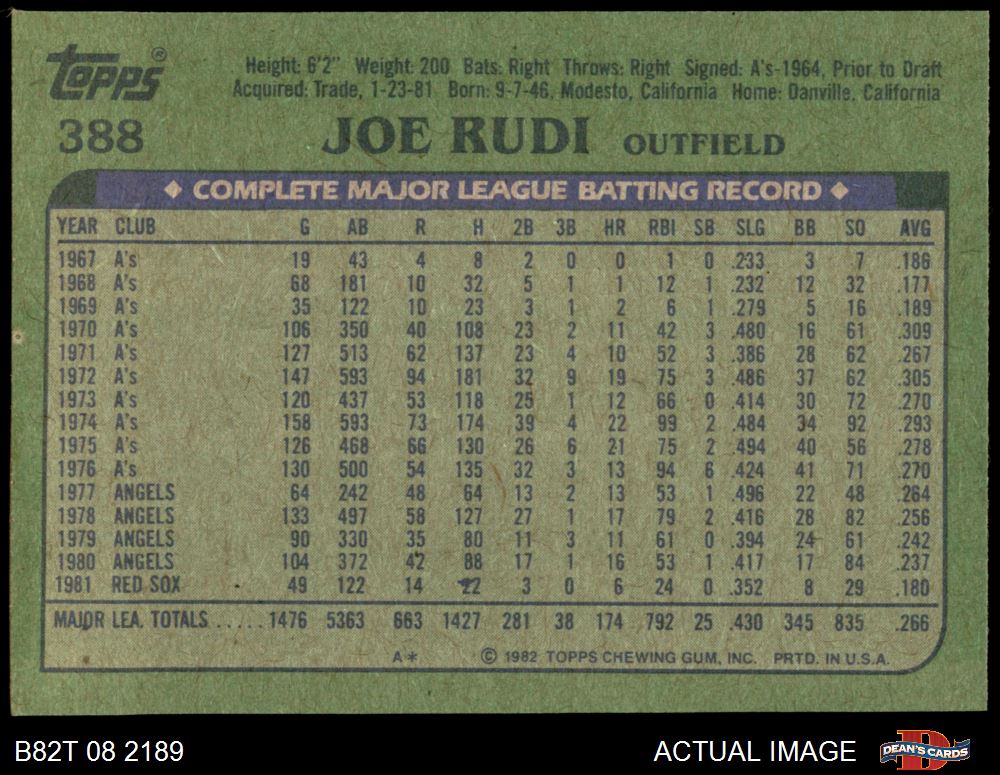 Topps®
Height: 6'2" Weight: 200 Bats: Right Throws: Right Signed: A's-1964, Prior to Draft
Acquired: Trade, 1-23-81 Born: 9-7-46, Modesto, California Home: Danville, California
388 JOE RUDI OUTFIELD
◆ COMPLETE MAJOR LEAGUE BATTING RECORD ◆
YEAR CLUB G AB R H 2B 3B HR RBI SB SLG BB SO AVG
1967 A's 19 43 4 8 2 0 0 1 0 .233 3 7 .186
1968 A's 68 181 10 32 5 1 1 12 1 .232 12 32 .177
1969 A's 35 122 10 23 3 1 2 6 1 .279 5 16 .189
1970 A's 106 350 40 108 23 2 11 42 3 .480 16 61 .309
1971 A's 127 513 62 137 23 4 10 52 3 .386 28 62 .267
1972 A's 147 593 94 181 32 9 19 75 3 .486 37 62 .305
1973 A's 120 437 53 118 25 1 12 66 0 .414 30 72 .270
1974 A's 158 593 73 174 39 4 22 99 2 .484 34 92 .293
1975 A's 126 468 66 130 26 6 21 75 2 .494 40 56 .278
1976 A's 130 500 54 135 32 3 13 94 6 .424 41 71 .270
1977 ANGELS 64 242 48 64 13 2 13 53 1 .496 22 48 .264
1978 ANGELS 133 497 58 127 27 1 17 79 2 .416 28 82 .256
1979 ANGELS 90 330 35 80 11 3 11 61 0 .394 24 61 .242
1980 ANGELS 104 372 42 88 17 1 16 53 1 .417 17 84 .237
1981 RED SOX 49 122 14 22 3 0 6 24 0 .352 8 29 .180
MAJOR LEA. TOTALS ..... 1476 5363 663 1427 281 38 174 792 25 .430 345 835 .266
A* © 1982 TOPPS CHEWING GUM, INC. PRTD. IN U.S.A.
B82T 08 2189 ACTUAL IMAGE D DEAN'S CARDS